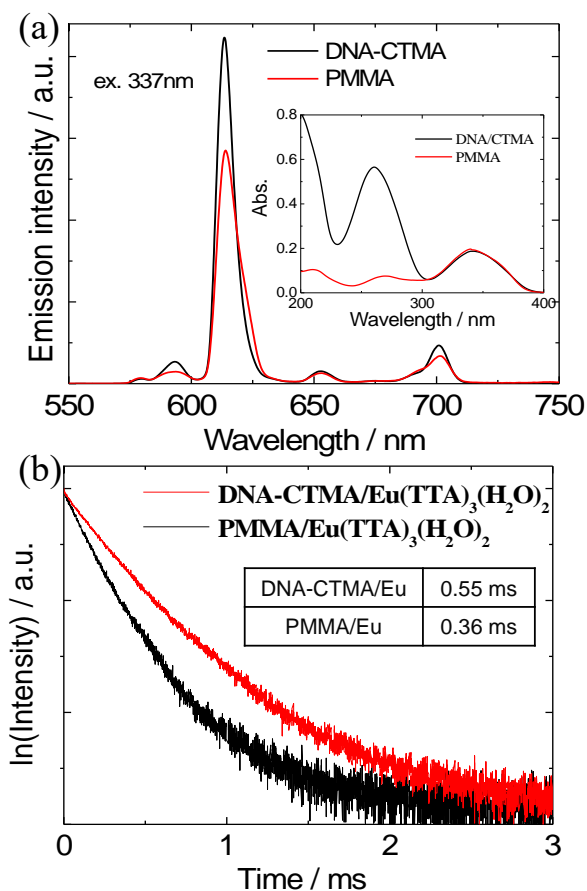 (a)
DNA-CTMA
PMMA
ex. 337nm
Emission intensity / a.u.
DNA/CTMA
PMMA
Abs.
0.8
0.6
0.4
0.2
0.0
200 300 400
Wavelength / nm
550 600 650 700 750
Wavelength / nm
(b)
DNA-CTMA/Eu(TTA)₃(H₂O)₂
PMMA/Eu(TTA)₃(H₂O)₂
DNA-CTMA/Eu 0.55 ms
PMMA/Eu 0.36 ms
ln(Intensity) / a.u.
0 1 2 3
Time / ms